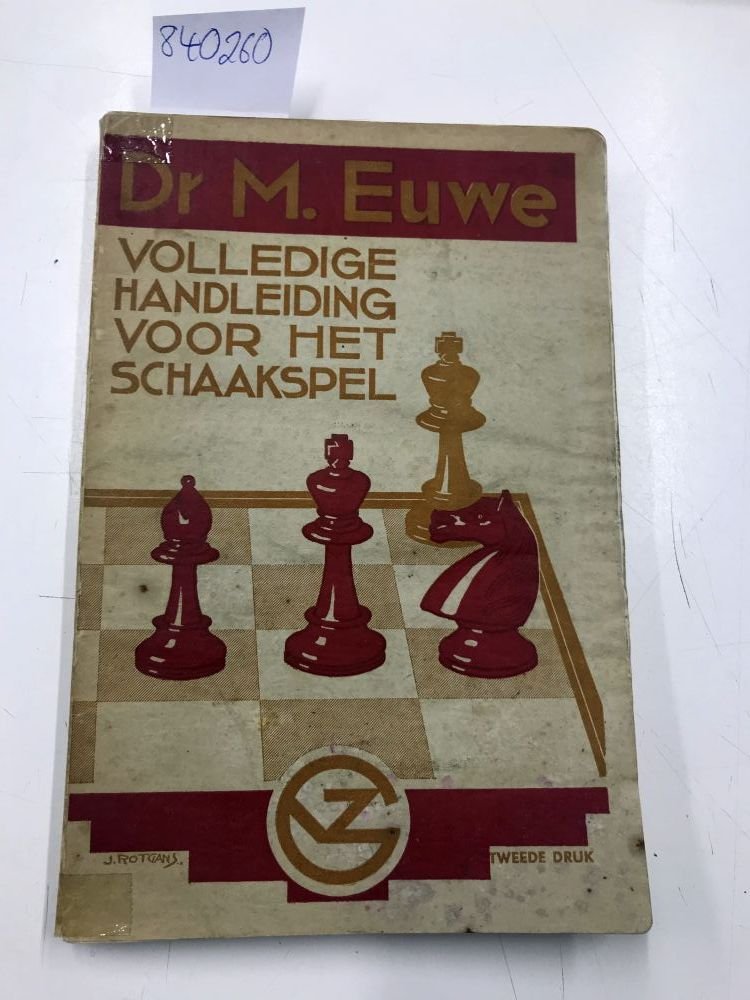 840260
Dr M. Euwe
VOLLEDIGE
HANDLEIDING
VOOR HET
SCHAAKSPEL
J. ROTGANS.
TWEEDE DRUK